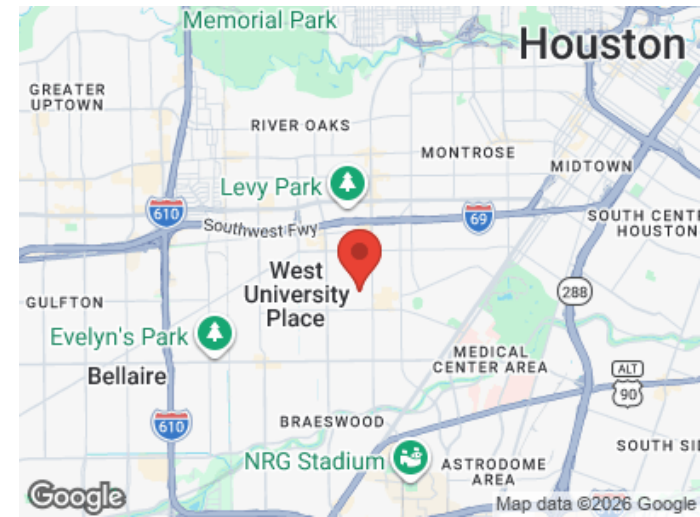 Memorial Park
Houston
GREATER
UPTOWN
RIVER OAKS
MONTROSE
MIDTOWN
Levy Park
610
Southwest Fwy
69
SOUTH CENT
HOUSTON
West
University
Place
GULFTON
288
Evelyn's Park
Bellaire
MEDICAL
CENTER AREA
ALT
90
610
BRAESWOOD
SOUTH SI
NRG Stadium
ASTRODOME
AREA
Google
Map data ©2026 Google